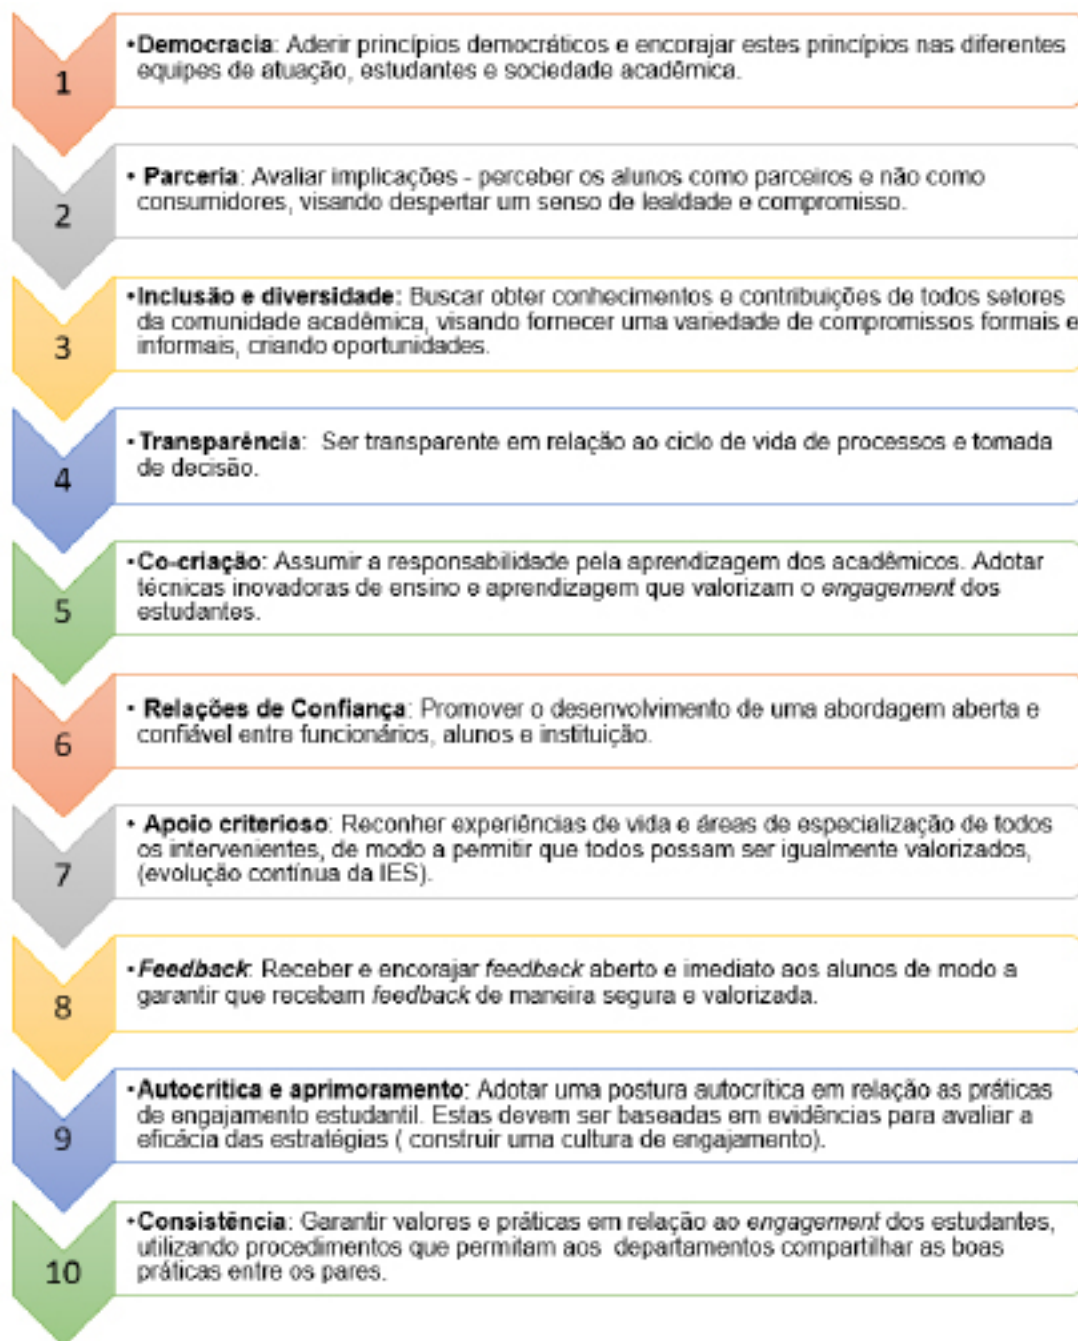 1
•Democracia: Aderir princípios democráticos e encorajar estes princípios nas diferentes
equipes de atuação, estudantes e sociedade acadêmica.
2
• Parceria: Avaliar implicações - perceber os alunos como parceiros e não como
consumidores, visando despertar um senso de lealdade e compromisso.
3
•Inclusão e diversidade: Buscar obter conhecimentos e contribuições de todos setores
da comunidade acadêmica, visando fornecer uma variedade de compromissos formais e
informais, criando oportunidades.
4
•Transparência: Ser transparente em relação ao ciclo de vida de processos e tomada
de decisão.
5
•Co-criação: Assumir a responsabilidade pela aprendizagem dos acadêmicos. Adotar
técnicas inovadoras de ensino e aprendizagem que valorizam o engagement dos
estudantes.
6
• Relações de Confiança: Promover o desenvolvimento de uma abordagem aberta e
confiável entre funcionários, alunos e instituição.
7
• Apoio criterioso: Reconher experiências de vida e áreas de especialização de todos
os intervenientes, de modo a permitir que todos possam ser igualmente valorizados,
(evolução contínua da IES).
8
•Feedback: Receber e encorajar feedback aberto e imediato aos alunos de modo a
garantir que recebam feedback de maneira segura e valorizada.
9
•Autocrítica e aprimoramento: Adotar uma postura autocrítica em relação as práticas
de engajamento estudantil. Estas devem ser baseadas em evidências para avaliar a
eficácia das estratégias ( construir uma cultura de engajamento).
10
•Consistência: Garantir valores e práticas em relação ao engagement dos estudantes,
utilizando procedimentos que permitam aos departamentos compartilhar as boas
práticas entre os pares.